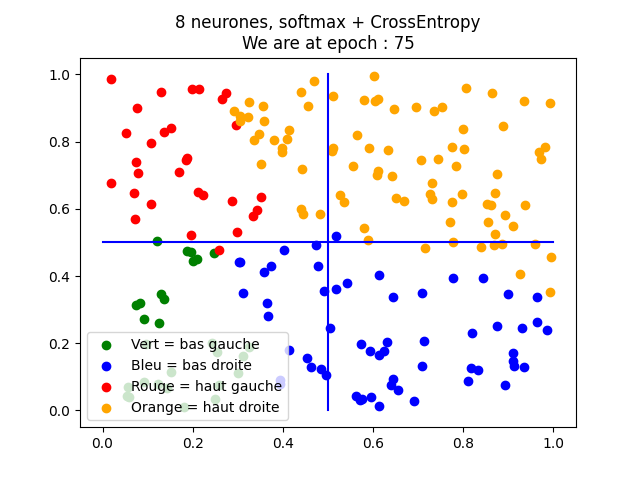 8 neurones, softmax + CrossEntropy
We are at epoch : 75
1.0
0.8
0.6
0.4
0.2
0.0
Vert = bas gauche
Bleu = bas droite
Rouge = haut gauche
Orange = haut droite
0.0 0.2 0.4 0.6 0.8 1.0